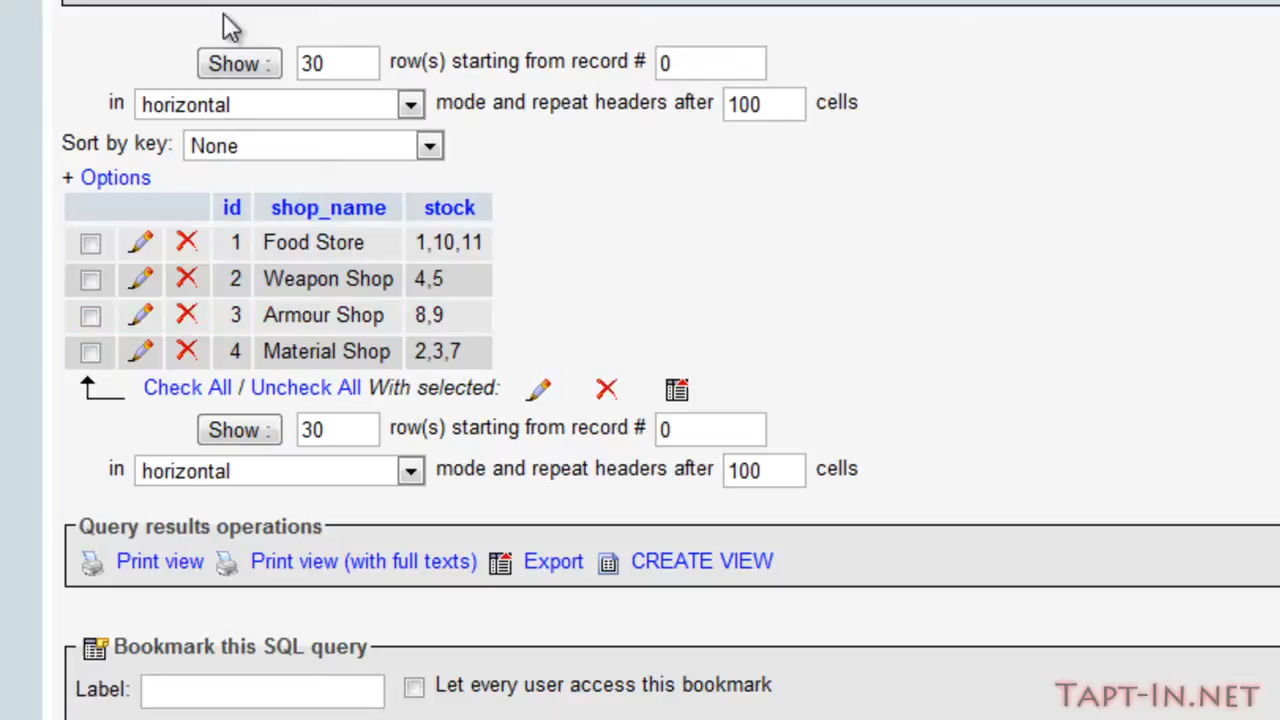 Show : 30 row(s) starting from record # 0
in horizontal mode and repeat headers after 100 cells
Sort by key: None
+ Options
id shop_name stock
1 Food Store 1,10,11
2 Weapon Shop 4,5
3 Armour Shop 8,9
4 Material Shop 2,3,7
Check All / Uncheck All With selected:
Show : 30 row(s) starting from record # 0
in horizontal mode and repeat headers after 100 cells
Query results operations
Print view Print view (with full texts) Export CREATE VIEW
Bookmark this SQL query
Label: Let every user access this bookmark
TAPT-IN.NET